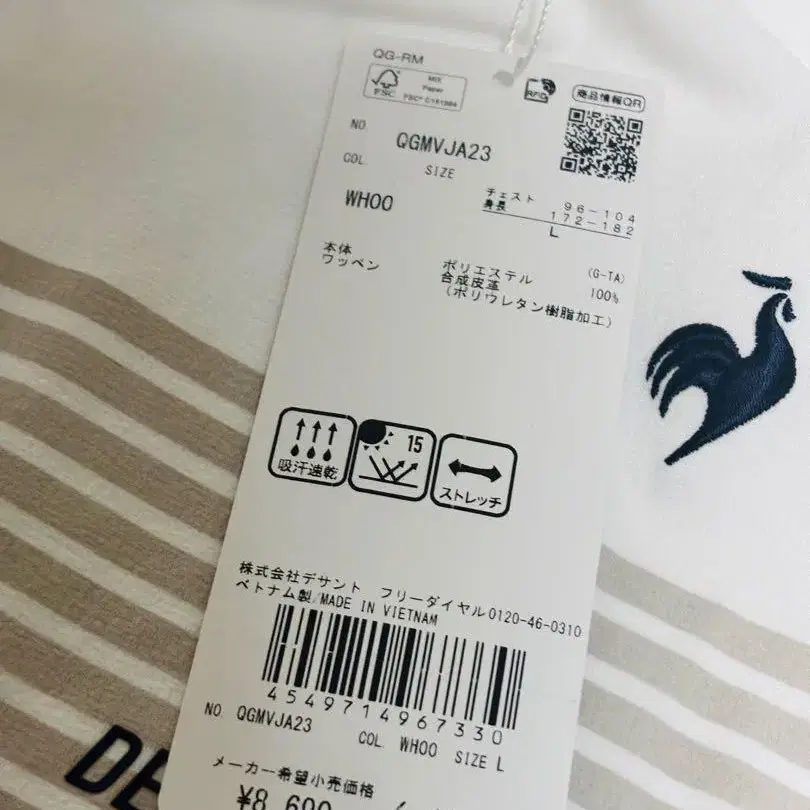 QG-RM
FSC
MIX
Paper
FSC® C151994
RFID
商品情報QR
NO. QGMVJA23
COL. SIZE
WH00
チェスト 96-104
身長 172-182
L
本体 ポリエステル (G-TA)
ワッペン 合成皮革 100%
(ポリウレタン樹脂加工)
吸汗速乾
15
ストレッチ
株式会社デサント フリーダイヤル0120-46-0310
ベトナム製/MADE IN VIETNAM
4549714967330
NO. QGMVJA23 COL. WH00 SIZE L
メーカー希望小売価格
¥8,600
DE